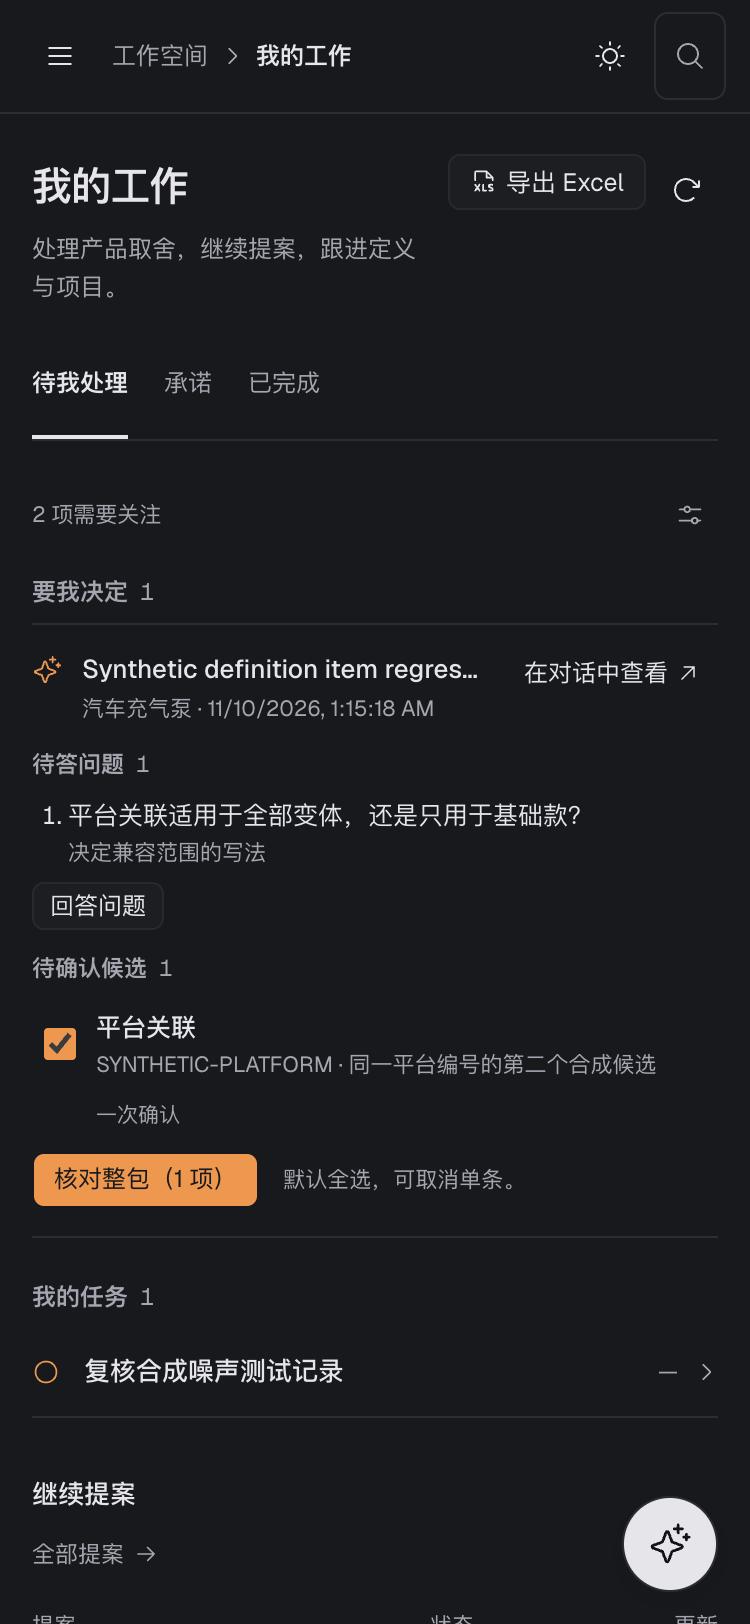 工作空间 > 我的工作
我的工作
XLS 导出 Excel
处理产品取舍，继续提案，跟进定义
与项目。
待我处理 承诺 已完成
2 项需要关注
要我决定 1
Synthetic definition item regres... 在对话中查看 ↗
汽车充气泵 · 11/10/2026, 1:15:18 AM
待答问题 1
1. 平台关联适用于全部变体，还是只用于基础款？
决定兼容范围的写法
回答问题
待确认候选 1
平台关联
SYNTHETIC-PLATFORM · 同一平台编号的第二个合成候选
一次确认
核对整包（1 项） 默认全选，可取消单条。
我的任务 1
复核合成噪声测试记录 —
继续提案
全部提案 →
提案 状态 更新